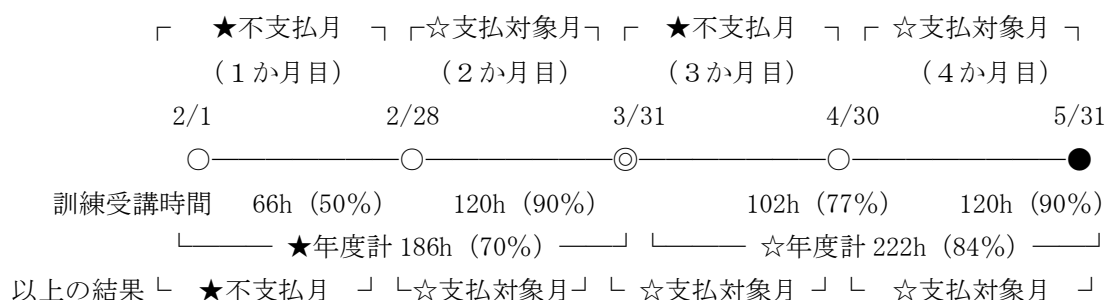 ┌ ★不支払月 ┐┌☆支払対象月┐┌ ★不支払月 ┐┌ ☆支払対象月 ┐
（１か月目） （２か月目） （３か月目） （４か月目）
2/1 2/28 3/31 4/30 5/31
○―――――○―――――◎―――――○―――――●
訓練受講時間 66h（50％） 120h（90％） 102h（77％） 120h（90％）
└―― ★年度計 186h（70％）――┘└―― ☆年度計 222h（84％）――┘
以上の結果└ ★不支払月 ┘└☆支払対象月┘└ ☆支払対象月 ┘└ ☆支払対象月 ┘